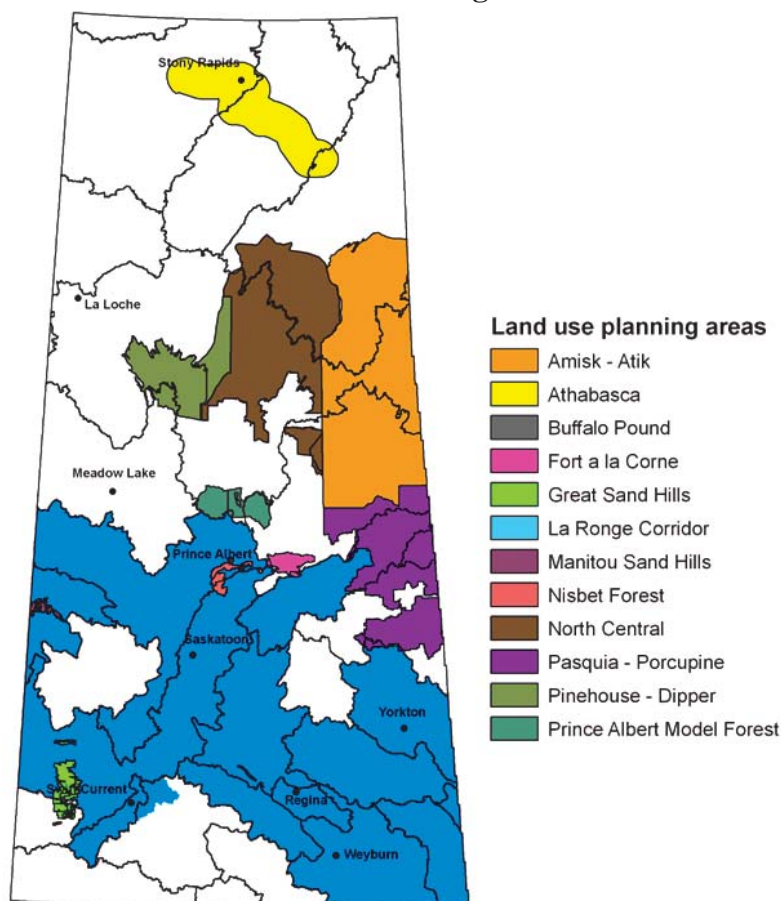 Stony Rapids
La Loche
Meadow Lake
Prince Albert
Saskatoon
Yorkton
Swift Current
Regina
Weyburn
Land use planning areas
Amisk - Atik
Athabasca
Buffalo Pound
Fort a la Corne
Great Sand Hills
La Ronge Corridor
Manitou Sand Hills
Nisbet Forest
North Central
Pasquia - Porcupine
Pinehouse - Dipper
Prince Albert Model Forest